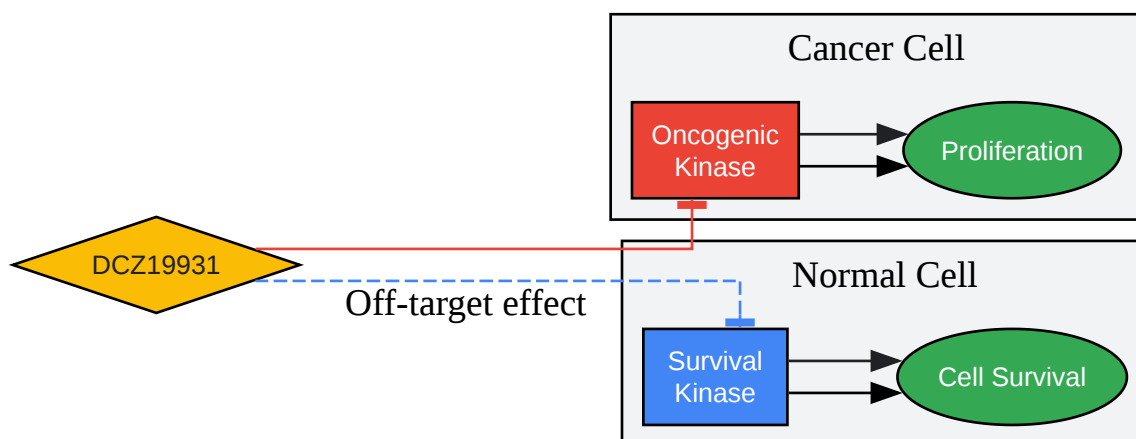 Cancer Cell
Oncogenic
Kinase
Proliferation
DCZ19931
Off-target effect
Normal Cell
Survival
Kinase
Cell Survival